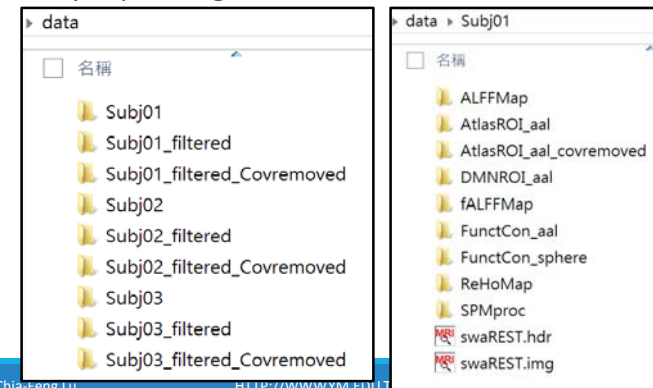 data
名稱
Subj01
Subj01_filtered
Subj01_filtered_Covremoved
Subj02
Subj02_filtered
Subj02_filtered_Covremoved
Subj03
Subj03_filtered
Subj03_filtered_Covremoved
data Subj01
名稱
ALFFMap
AtlasROI_aal
AtlasROI_aal_covremoved
DMNROI_aal
fALFFMap
FunctCon_aal
FunctCon_sphere
ReHoMap
SPMproc
swaREST.hdr
swaREST.img